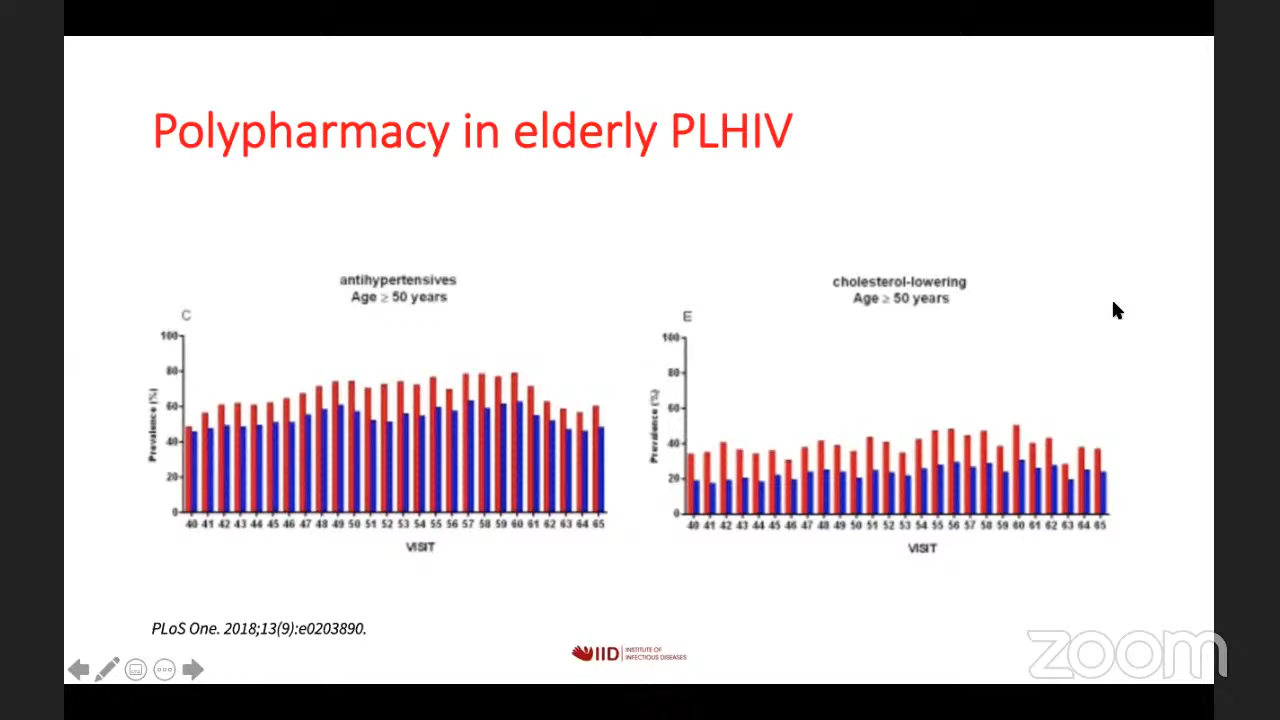 Polypharmacy in elderly PLHIV
antihypertensives
Age ≥ 50 years
C
100
80
60
40
20
0
Prevalence (%)
40 41 42 43 44 45 46 47 48 49 50 51 52 53 54 55 56 57 58 59 60 61 62 63 64 65
VISIT
cholesterol-lowering
Age ≥ 50 years
E
100
80
60
40
20
0
Prevalence (%)
40 41 42 43 44 45 46 47 48 49 50 51 52 53 54 55 56 57 58 59 60 61 62 63 64 65
VISIT
PLoS One. 2018;13(9):e0203890.
IID
INSTITUTE OF
INFECTIOUS DISEASES
zoom